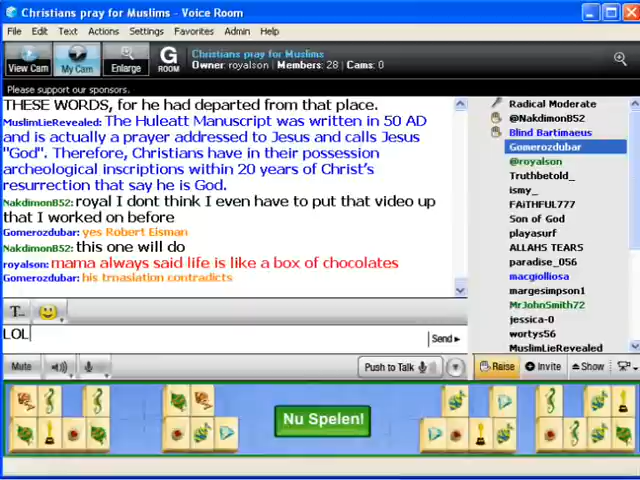 Christians pray for Muslims - Voice Room
File Edit Text Actions Settings Favorites Admin Help
View Cam
My Cam
Enlarge
G
ROOM
Christians pray for Muslims
Owner: royalson | Members: 28 | Cams: 0
Please support our sponsors.
THESE WORDS, for he had departed from that place.
MuslimLieRevealed: The Huleatt Manuscript was written in 50 AD
and is actually a prayer addressed to Jesus and calls Jesus
"God". Therefore, Christians have in their possession
archeological inscriptions within 20 years of Christ's
resurrection that say he is God.
NakdimonB52: royal I dont think I even have to put that video up
that I worked on before
Gomerozdubar: yes Robert Eisman
NakdimonB52: this one will do
royalson: mama always said life is like a box of chocolates
Gomerozdubar: his trnaslation contradicts
Radical Moderate
@NakdimonB52
Blind Bartimaeus
Gomerozdubar
@royalson
Truthbetold_
ismy_
FAiTHFUL777
Son of God
playasurf
ALLAHS TEARS
paradise_056
macgiolliosa
margesimpson1
MrJohnSmith72
jessica-0
wortys56
MuslimLieRevealed
T..
LOL
Send
Mute
Push to Talk
Raise
Invite
Show
Nu Spelen!